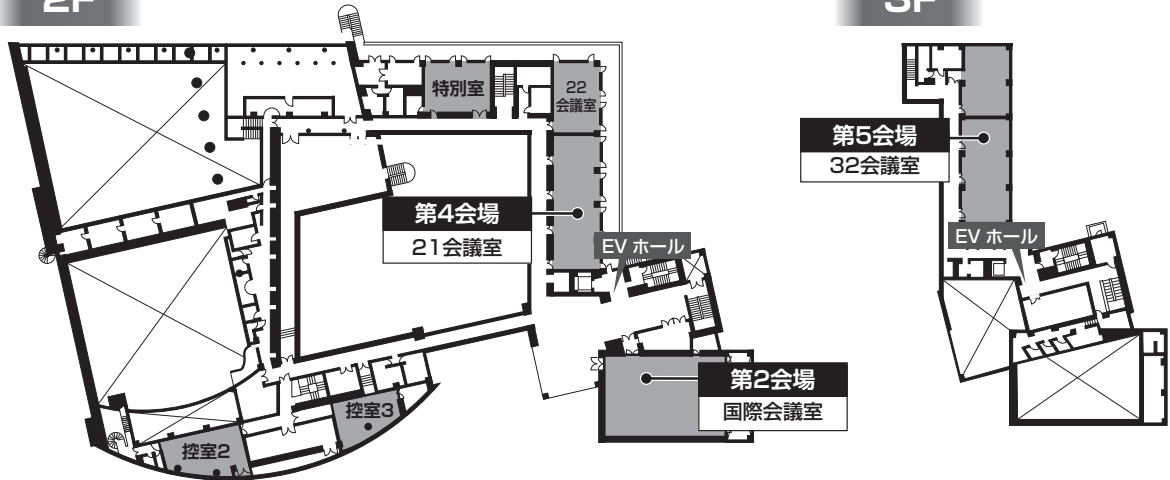 2F
3F
特別室
22
会議室
第5会場
32会議室
第4会場
21会議室
EV ホール
EV ホール
第2会場
国際会議室
控室3
控室2